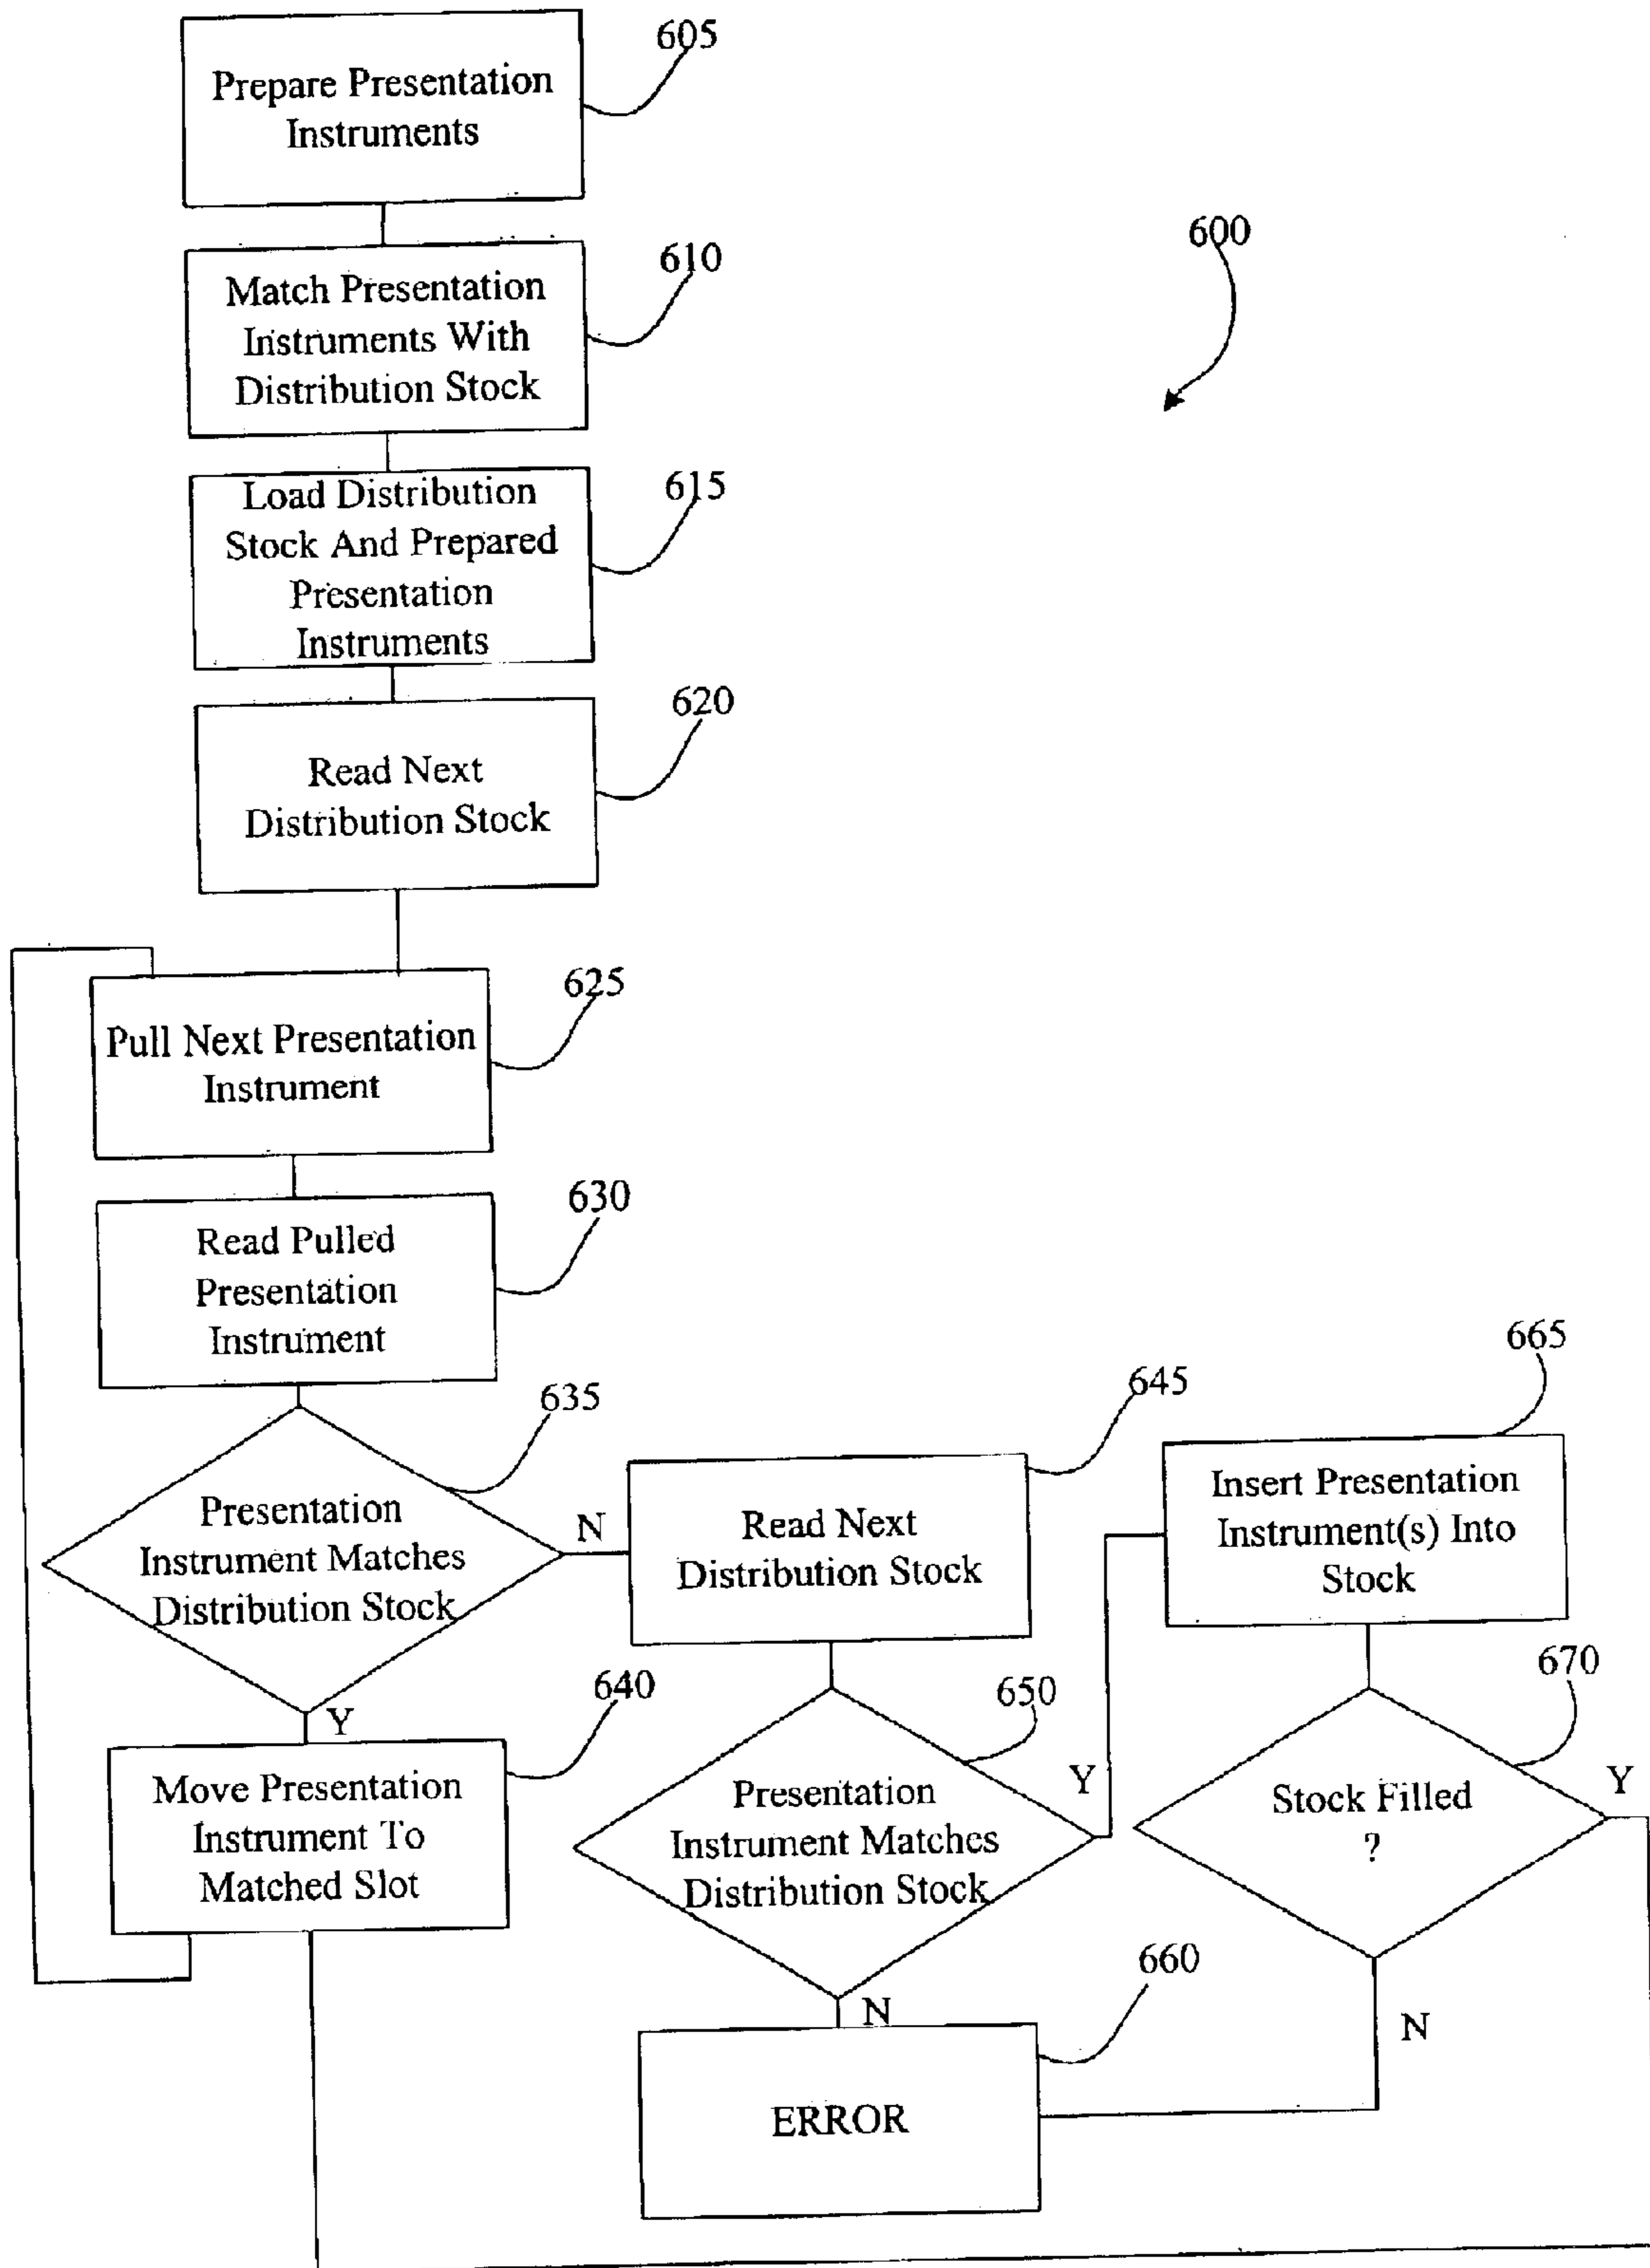 605
Prepare Presentation
Instruments
600
610
Match Presentation
Instruments With
Distribution Stock
615
Load Distribution
Stock And Prepared
Presentation
Instruments
620
Read Next
Distribution Stock
625
Pull Next Presentation
Instrument
630
Read Pulled
Presentation
Instrument
635
Presentation
Instrument Matches
Distribution Stock
N
Y
640
Move Presentation
Instrument To
Matched Slot
645
Read Next
Distribution Stock
650
Presentation
Instrument Matches
Distribution Stock
Y
N
660
ERROR
665
Insert Presentation
Instrument(s) Into
Stock
670
Stock Filled
?
Y
N